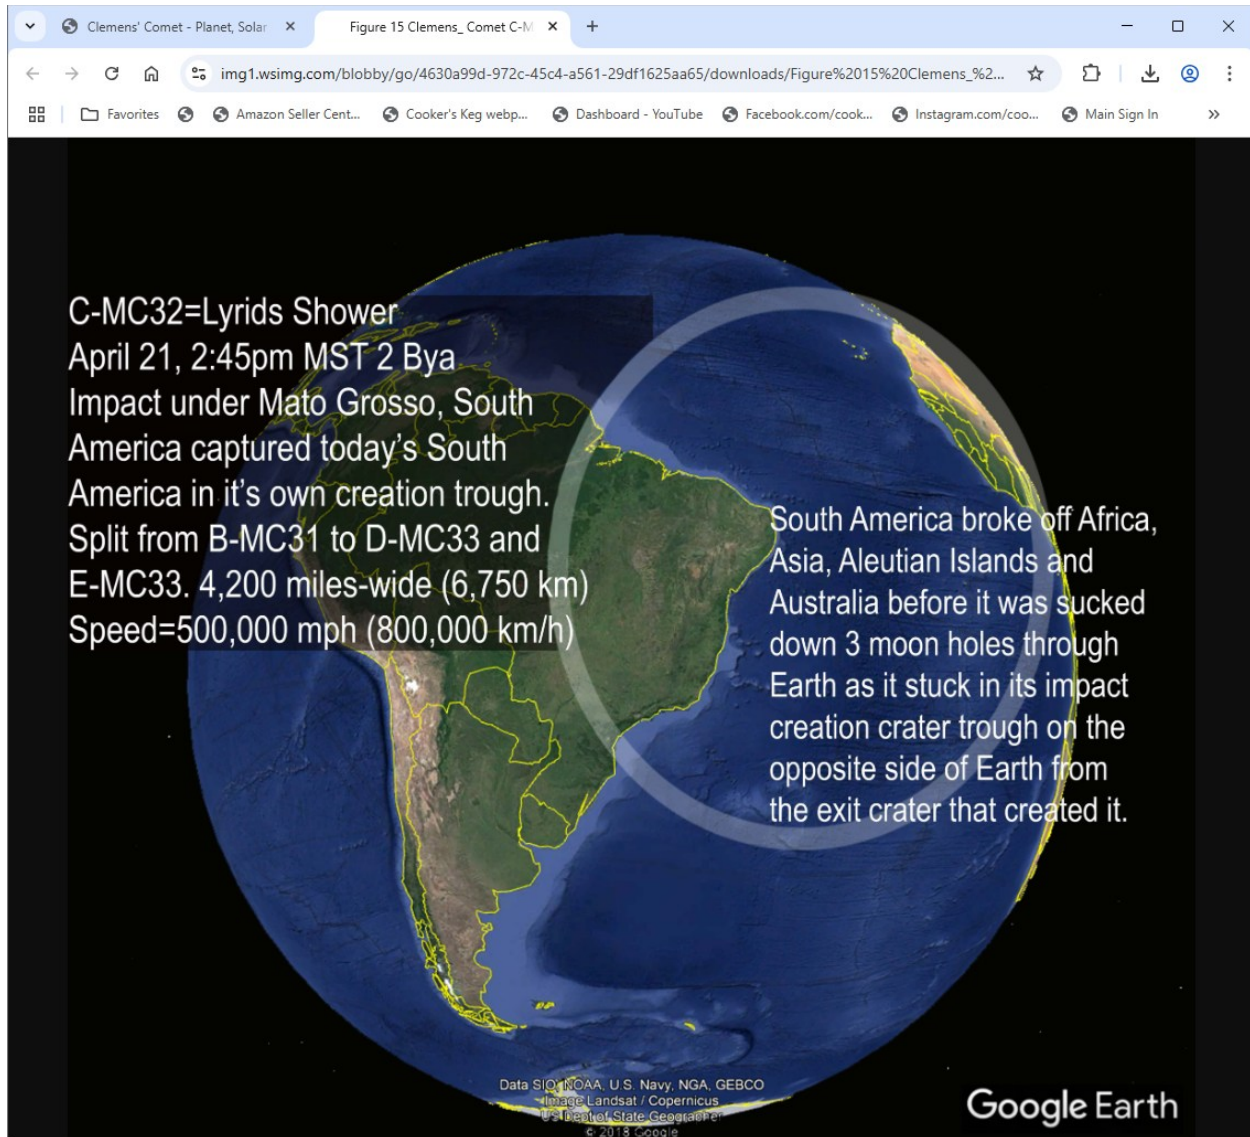 Clemens' Comet - Planet, Solar
Figure 15 Clemens_ Comet C-M
img1.wsimg.com/blobby/go/4630a99d-972c-45c4-a561-29df1625aa65/downloads/Figure%2015%20Clemens_%2...
Favorites
Amazon Seller Cent...
Cooker's Keg webp...
Dashboard - YouTube
Facebook.com/cook...
Instagram.com/coo...
Main Sign In
C-MC32=Lyrids Shower
April 21, 2:45pm MST 2 Bya
Impact under Mato Grosso, South
America captured today's South
America in it's own creation trough.
Split from B-MC31 to D-MC33 and
E-MC33. 4,200 miles-wide (6,750 km)
Speed=500,000 mph (800,000 km/h)
South America broke off Africa,
Asia, Aleutian Islands and
Australia before it was sucked
down 3 moon holes through
Earth as it stuck in its impact
creation crater trough on the
opposite side of Earth from
the exit crater that created it.
Data SIO, NOAA, U.S. Navy, NGA, GEBCO
Image Landsat / Copernicus
US Dept of State Geographer
© 2018 Google
Google Earth